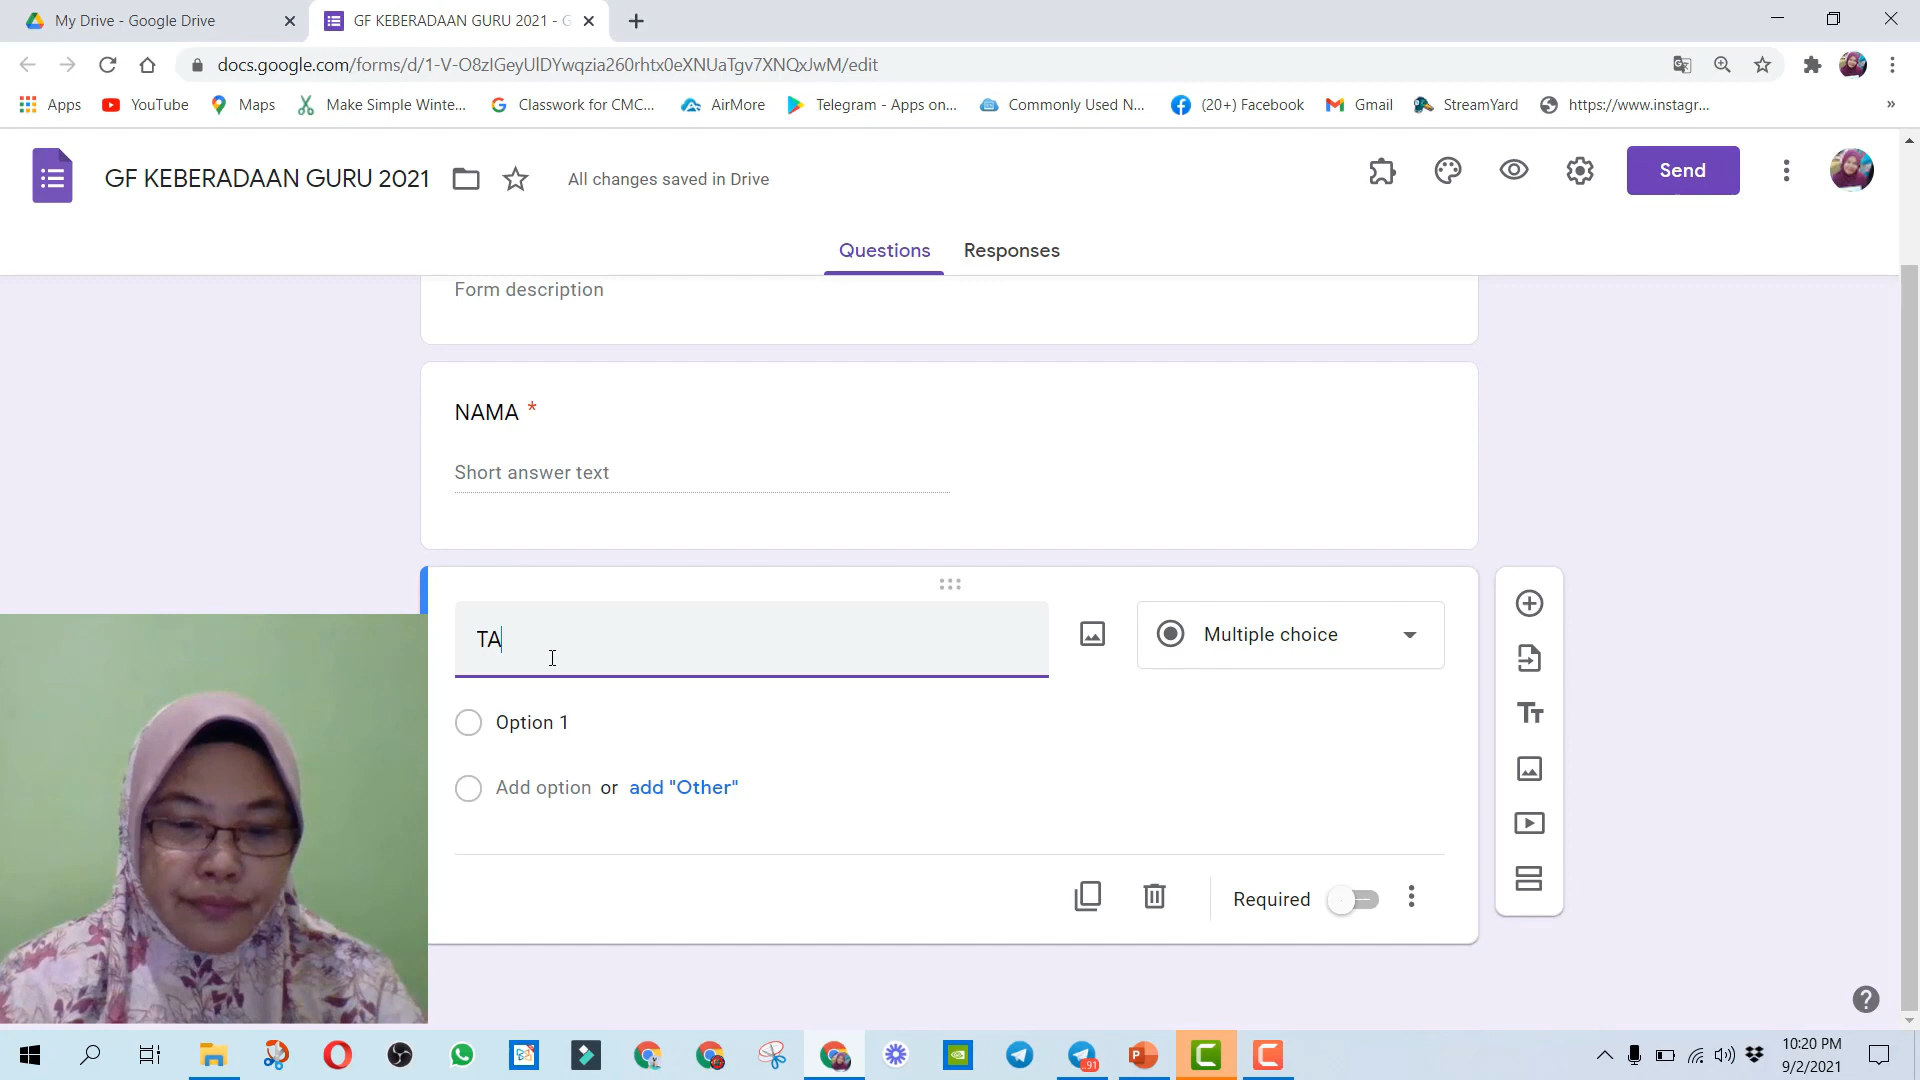 My Drive - Google Drive
GF KEBERADAAN GURU 2021 - G
docs.google.com/forms/d/1-V-O8zIGeyUlDYwqzia260rhtx0eXNUaTgv7XNQxJwM/edit
Apps YouTube Maps Make Simple Winte... Classwork for CMC... AirMore Telegram - Apps on... Commonly Used N... (20+) Facebook Gmail StreamYard https://www.instagr... »
GF KEBERADAAN GURU 2021
All changes saved in Drive
Send
Questions Responses
Form description
NAMA *
Short answer text
TA
Multiple choice
Option 1
Add option or add "Other"
Required
91
10:20 PM
9/2/2021